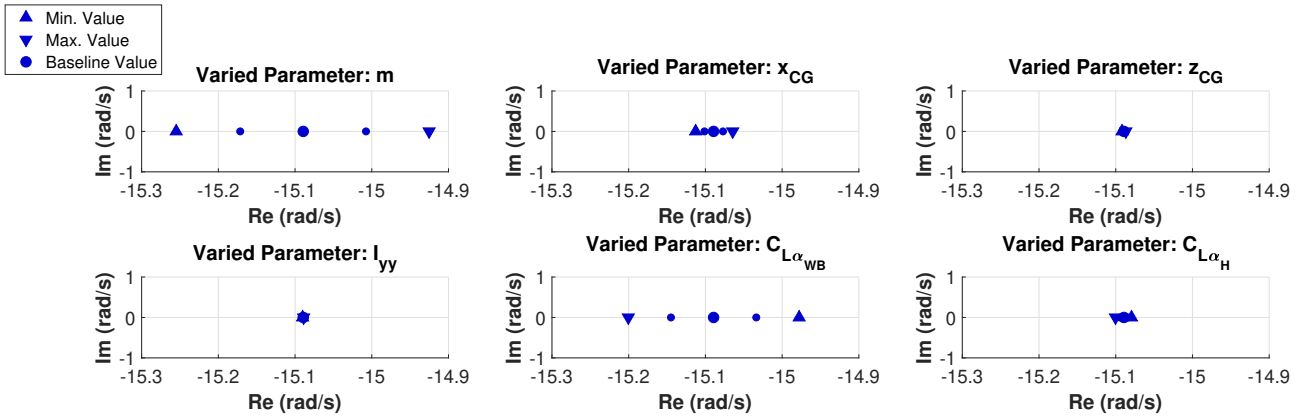 Min. Value
Max. Value
Baseline Value
Varied Parameter: m
1
0
-1
Im (rad/s)
-15.3 -15.2 -15.1 -15 -14.9
Re (rad/s)
Varied Parameter: x_CG
1
0
-1
Im (rad/s)
-15.3 -15.2 -15.1 -15 -14.9
Re (rad/s)
Varied Parameter: z_CG
1
0
-1
Im (rad/s)
-15.3 -15.2 -15.1 -15 -14.9
Re (rad/s)
Varied Parameter: I_yy
1
0
-1
Im (rad/s)
-15.3 -15.2 -15.1 -15 -14.9
Re (rad/s)
Varied Parameter: C_Lα_WB
1
0
-1
Im (rad/s)
-15.3 -15.2 -15.1 -15 -14.9
Re (rad/s)
Varied Parameter: C_Lα_H
1
0
-1
Im (rad/s)
-15.3 -15.2 -15.1 -15 -14.9
Re (rad/s)